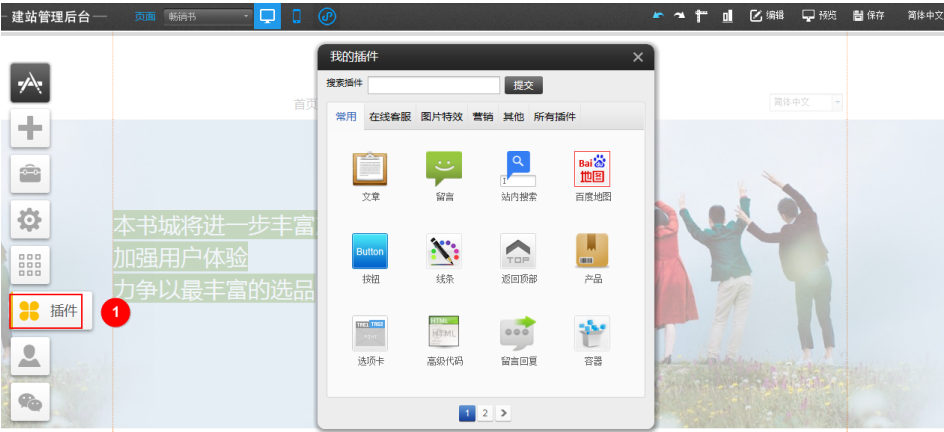 建站管理后台 页面 畅销书 编辑 预览 保存 简体中文
我的插件
搜索插件 提交
首页 简体中文
常用 在线客服 图片特效 营销 其他 所有插件
Bai 地图
文章 留言 站内搜索 百度地图
本书城将进一步丰富
加强用户体验
Button TOP
按钮 线条 返回顶部 产品
力争以最丰富的选品
插件 1
TAB1 TAB2 HTML
HTML
选项卡 高级代码 留言回复 容器
1 2